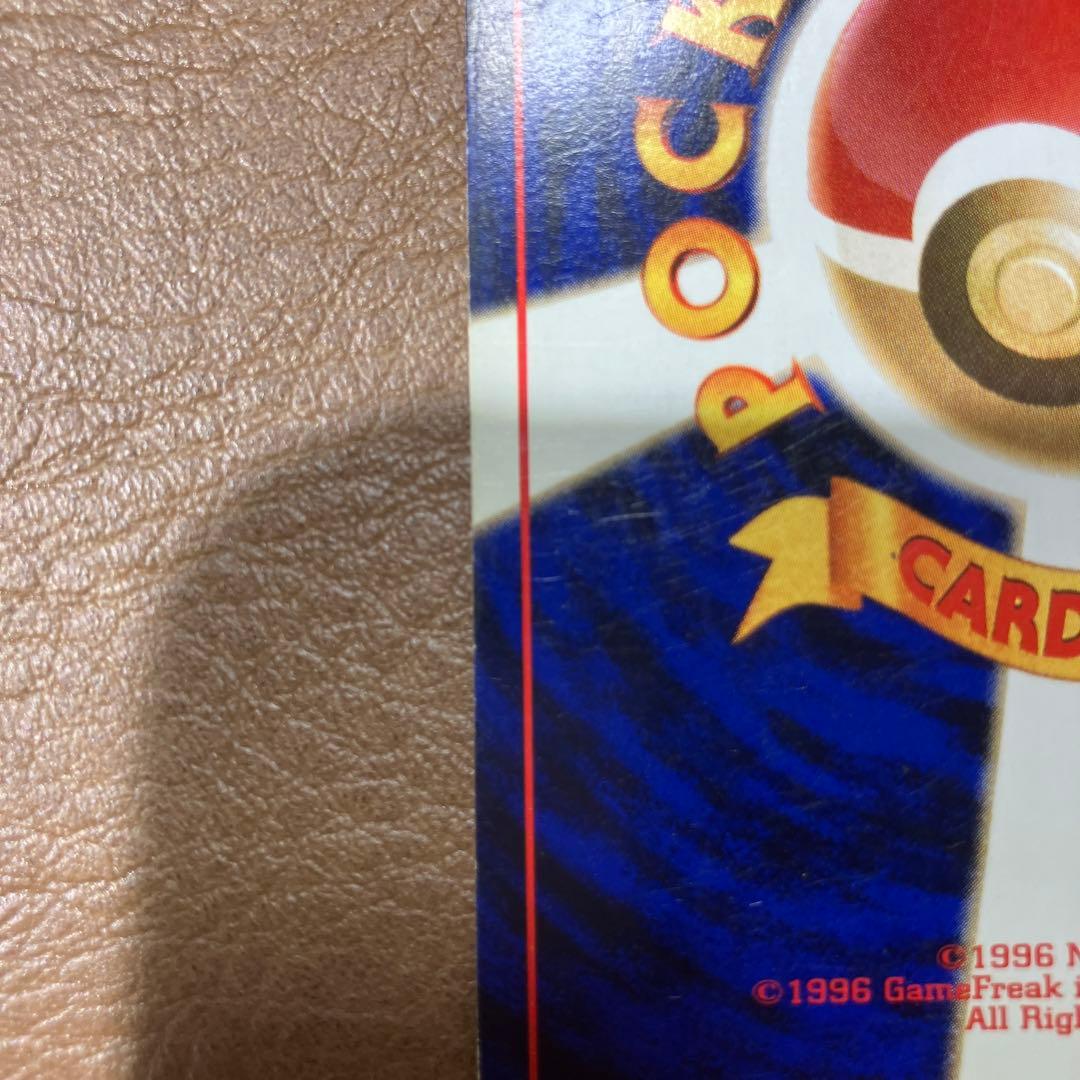 POCK
CARD
©1996 N
©1996 GameFreak i
All Righ